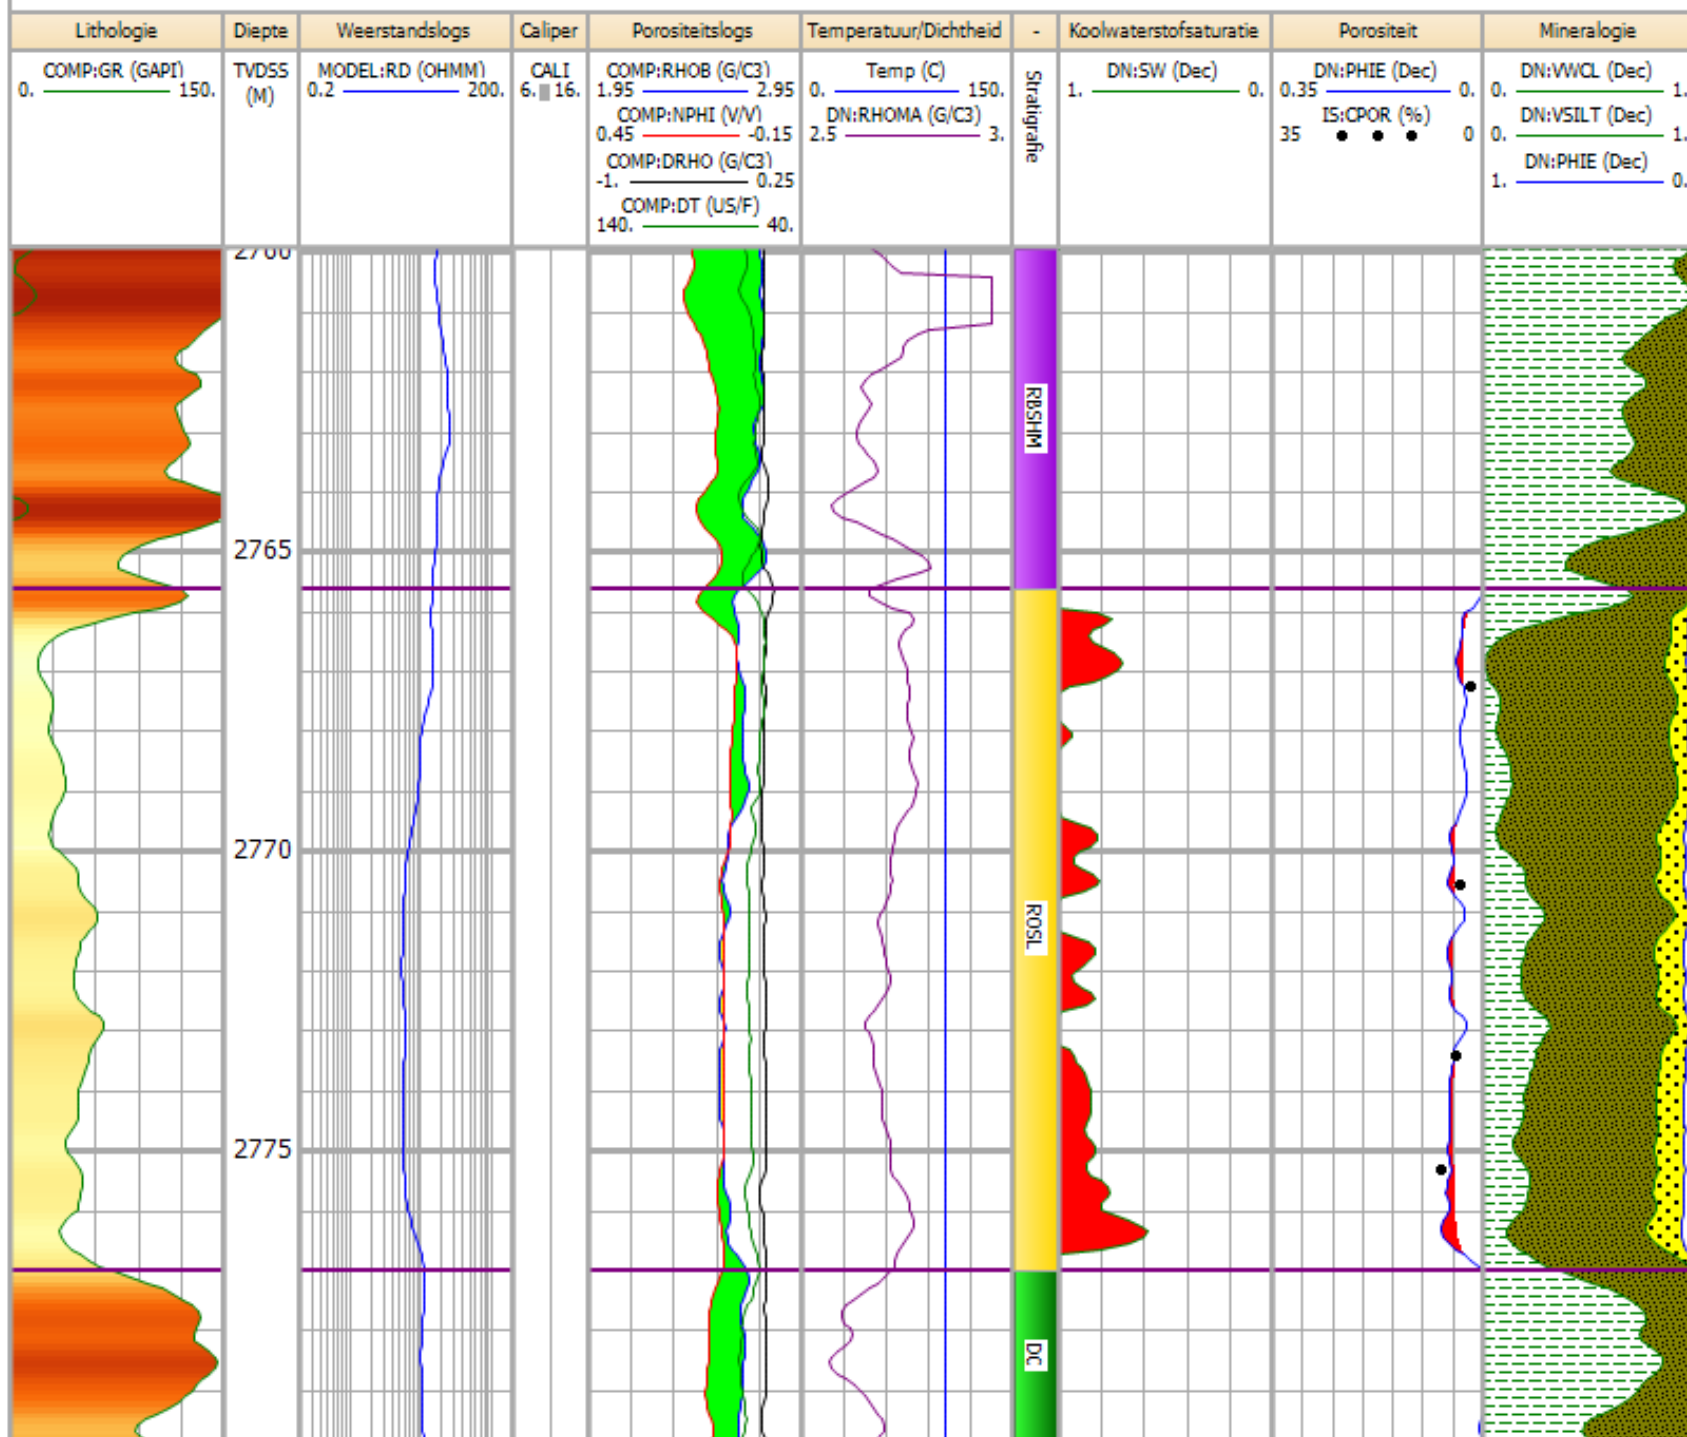 Lithologie Diepte Weerstandslogs Caliper Porositeitslogs Temperatuur/Dichtheid - Koolwaterstofsaturatie Porositeit Mineralogie
COMP:GR (GAPI)
0. 150.
TVDSS
(M)
MODEL:RD (OHMM)
0.2 200.
CALI
6. 16.
COMP:RHOB (G/C3)
1.95 2.95
COMP:NPHI (V/V)
0.45 -0.15
COMP:DRHO (G/C3)
-1. 0.25
COMP:DT (US/F)
140. 40.
Temp (C)
0. 150.
DN:RHOMA (G/C3)
2.5 3.
Stratigrafie
DN:SW (Dec)
1. 0.
DN:PHIE (Dec)
0.35 0.
IS:CPOR (%)
35 0
DN:VWCL (Dec)
0. 1.
DN:VSILT (Dec)
0. 1.
DN:PHIE (Dec)
1. 0.
2760
2765
2770
2775
RBSHM
ROSL
DC